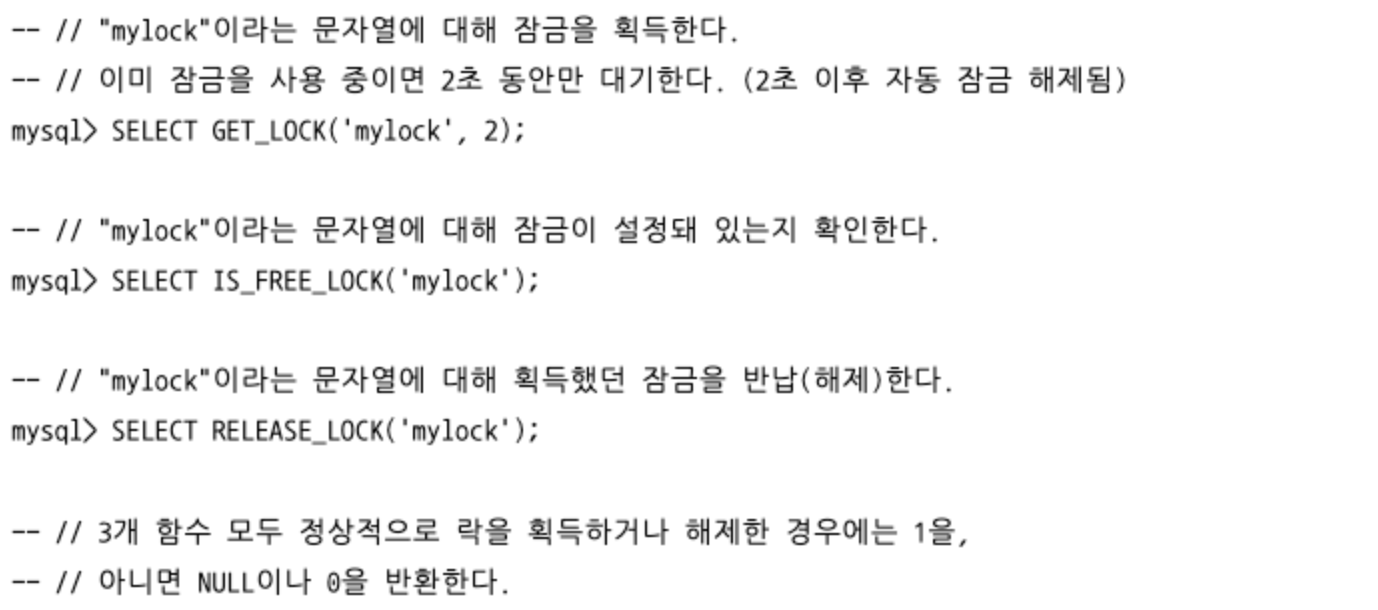 -- // "mylock"이라는 문자열에 대해 잠금을 획득한다.
-- // 이미 잠금을 사용 중이면 2초 동안만 대기한다. (2초 이후 자동 잠금 해제됨)
mysql> SELECT GET_LOCK('mylock', 2);
-- // "mylock"이라는 문자열에 대해 잠금이 설정돼 있는지 확인한다.
mysql> SELECT IS_FREE_LOCK('mylock');
-- // "mylock"이라는 문자열에 대해 획득했던 잠금을 반납(해제)한다.
mysql> SELECT RELEASE_LOCK('mylock');
-- // 3개 함수 모두 정상적으로 락을 획득하거나 해제한 경우에는 1을,
-- // 아니면 NULL이나 0을 반환한다.